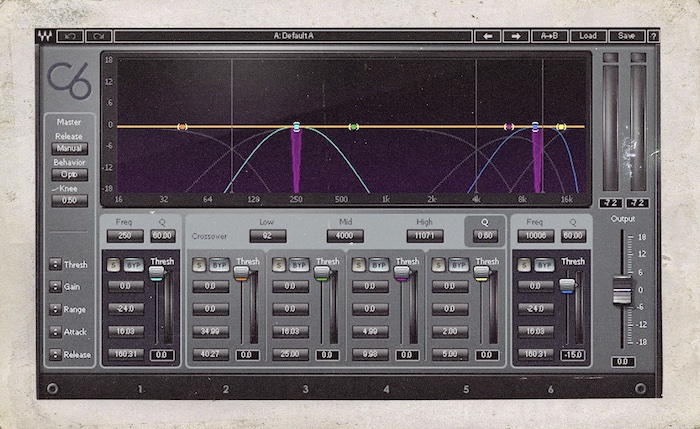 A: Default A
A→B
Load
Save
?
C6
18
12
.6
0
-6
-12
-18
16
32
64
128
250
500
1k
2k
4k
8k
16k
-7.2
-7.2
Master
Release
Manual
Behavior
Opto
Knee
0.50
Thresh
Gain
Range
Attack
Release
Freq Q
250 60.00
Crossover
Low Mid High Q
92 4000 11071 0.60
Freq Q
10006 60.00
S BYP Thresh
0.0
-24.0
16.03
160.31 0.0
S BYP Thresh
0.0
0.0
34.99
40.27 0.0
S BYP Thresh
0.0
0.0
16.03
25.00 0.0
S BYP Thresh
0.0
0.0
4.99
9.98 0.0
S BYP Thresh
0.0
0.0
2.00
5.00 0.0
S BYP Thresh
0.0
-24.0
16.03
160.31 -15.0
Output
18
12
6
0
-6
-12
-18
0.0
1 2 3 4 5 6